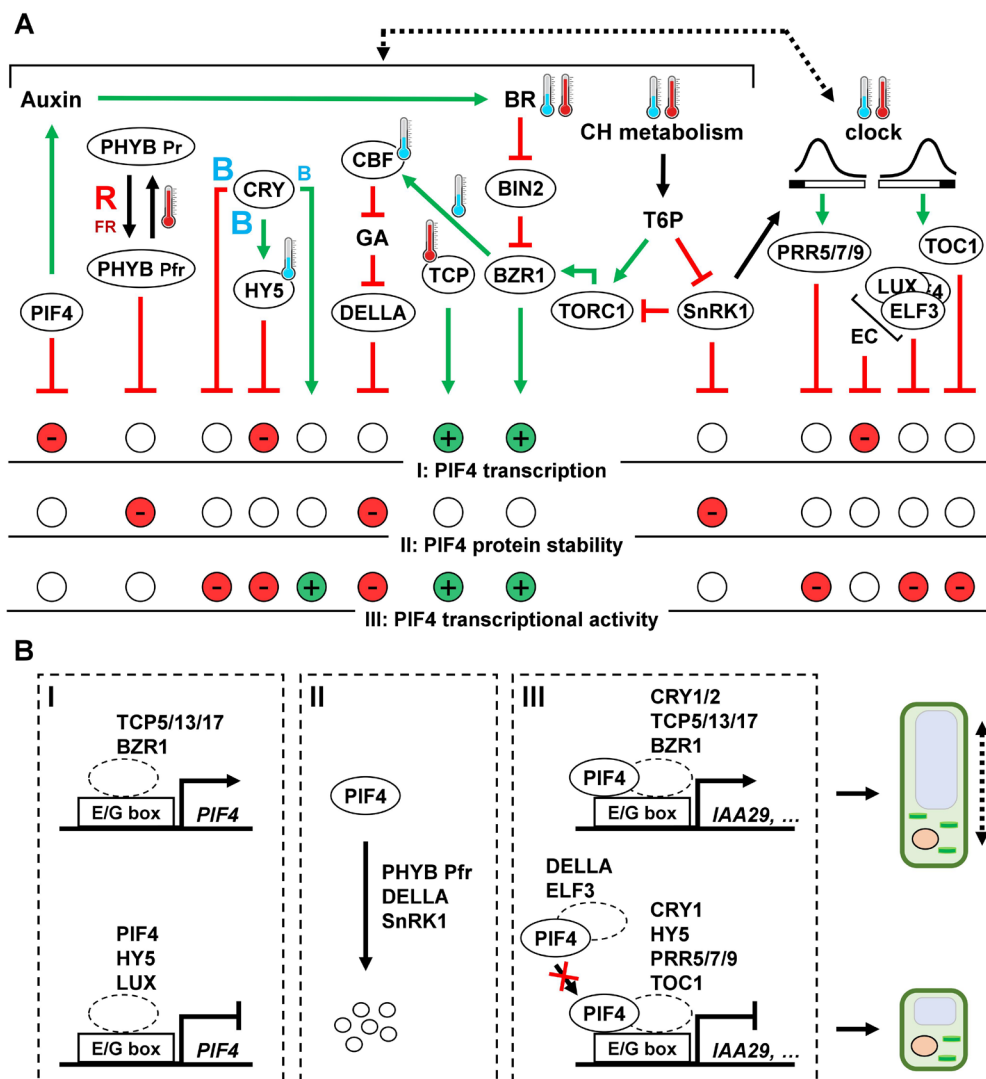 A
Auxin
BR
CH metabolism
clock
PHYB Pr
CBF
B
CRY
B
R
FR
B
BIN2
T6P
GA
PHYB Pfr
HY5
TCP
BZR1
PRR5/7/9
TOC1
PIF4
DELLA
TORC1
SnRK1
LUX
4
ELF3
EC
- - + + -
I: PIF4 transcription
- - -
II: PIF4 protein stability
- - + - + + - - -
III: PIF4 transcriptional activity
B
I
TCP5/13/17
BZR1
E/G box
PIF4
PIF4
HY5
LUX
E/G box
PIF4
II
PIF4
PHYB Pfr
DELLA
SnRK1
III
CRY1/2
TCP5/13/17
BZR1
PIF4
E/G box
IAA29, ...
DELLA
ELF3
PIF4
CRY1
HY5
PRR5/7/9
TOC1
PIF4
E/G box
IAA29, ...